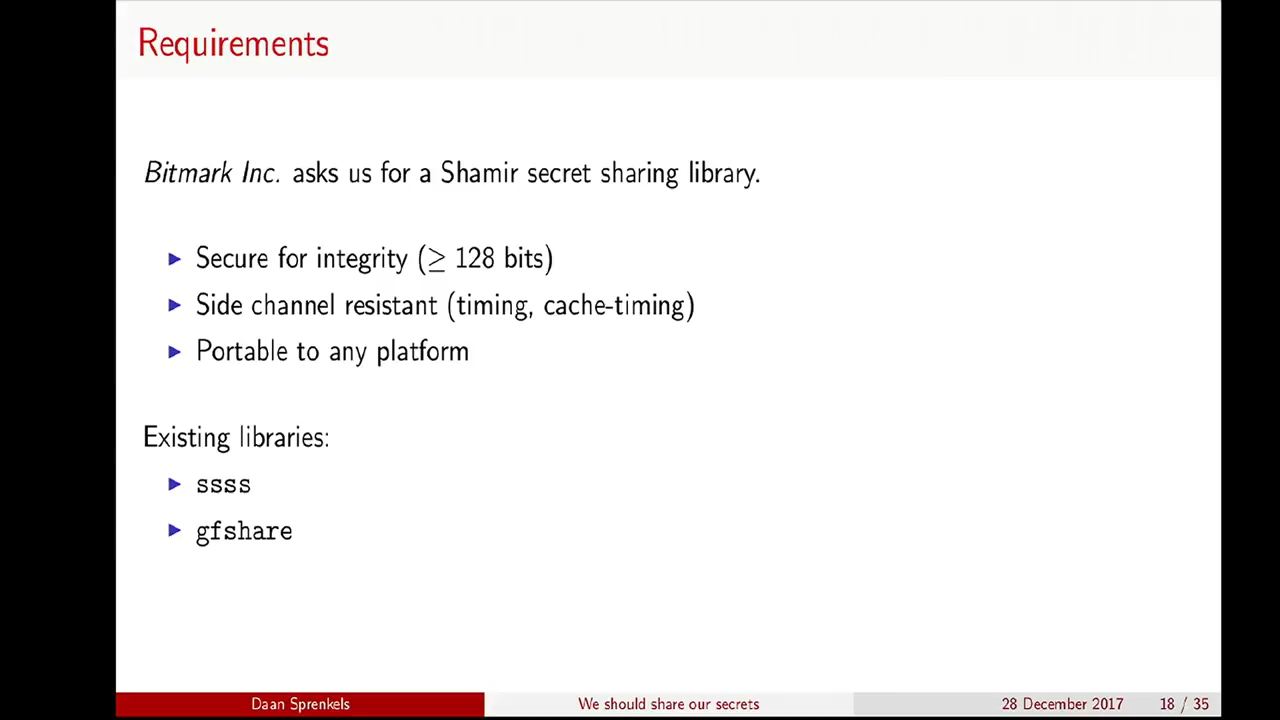 Requirements
Bitmark Inc. asks us for a Shamir secret sharing library.
▶ Secure for integrity (≥ 128 bits)
▶ Side channel resistant (timing, cache-timing)
▶ Portable to any platform
Existing libraries:
▶ ssss
▶ gfshare
Daan Sprenkels We should share our secrets 28 December 2017 18 / 35